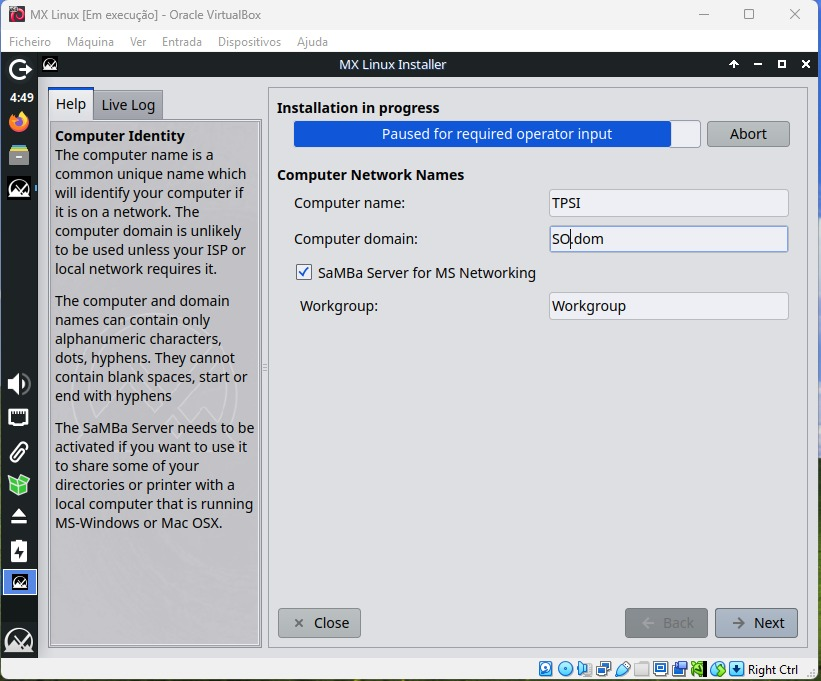 MX Linux [Em execução] - Oracle VirtualBox
Ficheiro Máquina Ver Entrada Dispositivos Ajuda
MX Linux Installer
4:49
Help Live Log
Computer Identity
The computer name is a
common unique name which
will identify your computer if
it is on a network. The
computer domain is unlikely
to be used unless your ISP or
local network requires it.
The computer and domain
names can contain only
alphanumeric characters,
dots, hyphens. They cannot
contain blank spaces, start or
end with hyphens
The SaMBa Server needs to be
activated if you want to use it
to share some of your
directories or printer with a
local computer that is running
MS-Windows or Mac OSX.
Installation in progress
Paused for required operator input
Abort
Computer Network Names
Computer name: TPSI
Computer domain: SO.dom
SaMBa Server for MS Networking
Workgroup: Workgroup
Close Back Next
Right Ctrl